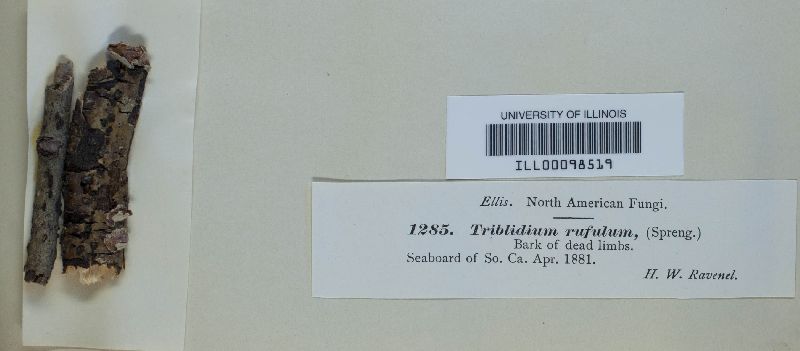 UNIVERSITY OF ILLINOIS
ILL00098519
Ellis. North American Fungi.
1285. Triblidium rufulum, (Spreng.)
Bark of dead limbs.
Seaboard of So. Ca. Apr. 1881.
H. W. Ravenel.